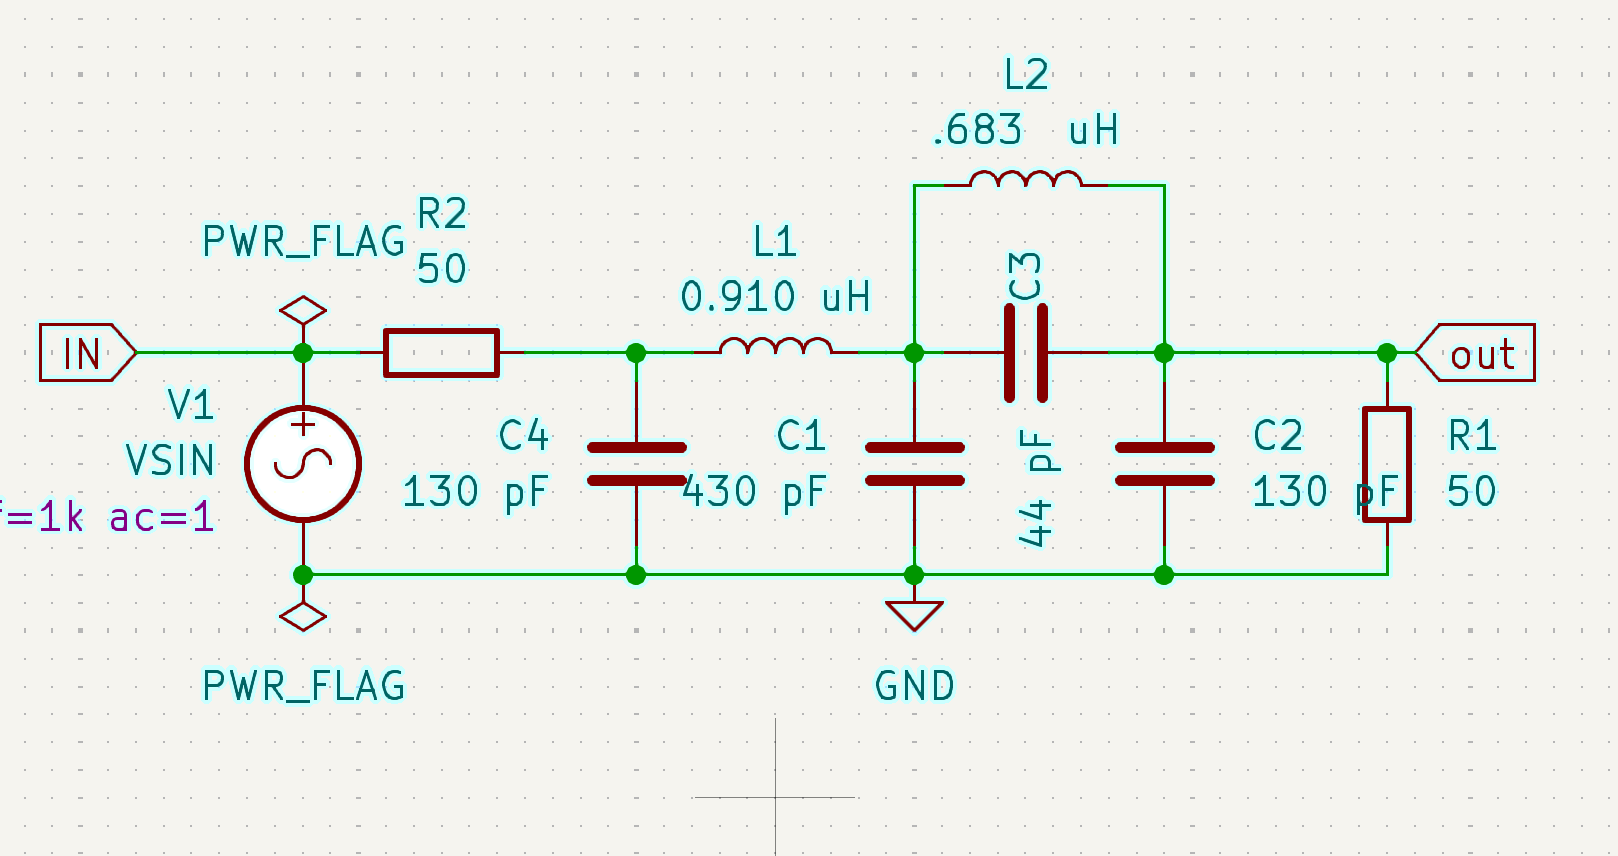 L2
.683 uH
R2
PWR_FLAG
50
L1
0.910 uH
C3
44 pF
IN
out
V1
VSIN
=1k ac=1
C4
130 pF
C1
430 pF
C2
130 pF
R1
50
PWR_FLAG
GND